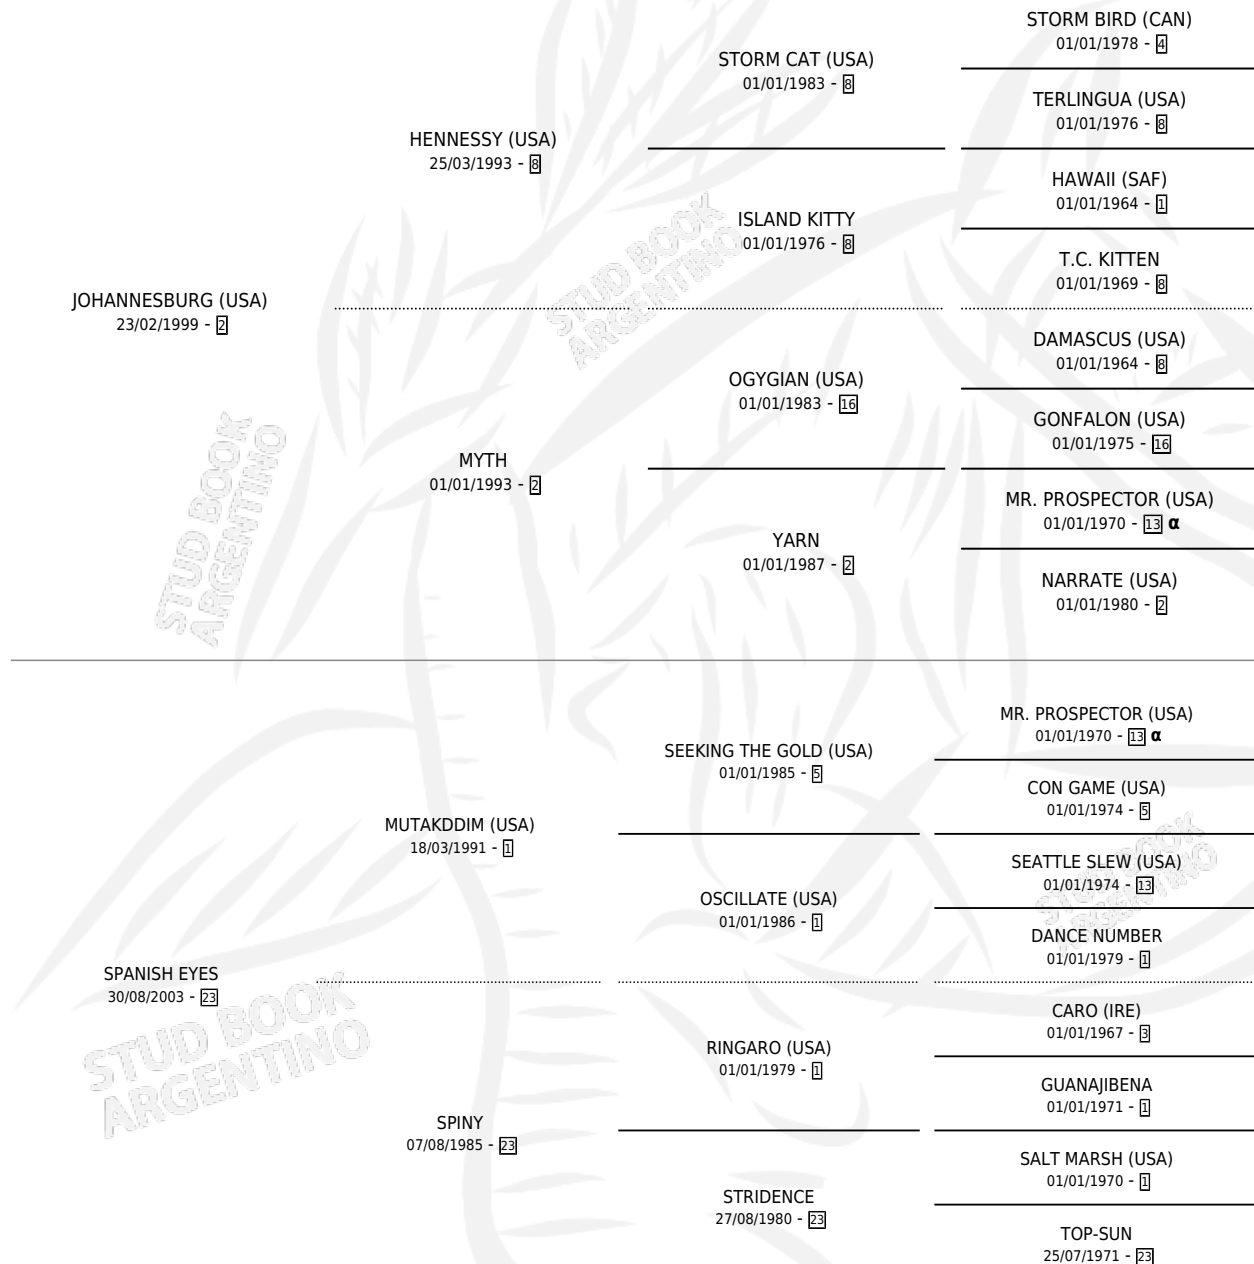 STORM BIRD (CAN)
01/01/1978 - 4
STORM CAT (USA)
01/01/1983 - 8
TERLINGUA (USA)
01/01/1976 - 8
HENNESSY (USA)
25/03/1993 - 8
HAWAII (SAF)
01/01/1964 - 1
ISLAND KITTY
01/01/1976 - 8
T.C. KITTEN
01/01/1969 - 8
JOHANNESBURG (USA)
23/02/1999 - 2
DAMASCUS (USA)
01/01/1964 - 8
OGYGIAN (USA)
01/01/1983 - 16
GONFALON (USA)
01/01/1975 - 16
MYTH
01/01/1993 - 2
MR. PROSPECTOR (USA)
01/01/1970 - 13 α
YARN
01/01/1987 - 2
NARRATE (USA)
01/01/1980 - 2
MR. PROSPECTOR (USA)
01/01/1970 - 13 α
SEEKING THE GOLD (USA)
01/01/1985 - 5
CON GAME (USA)
01/01/1974 - 5
MUTAKDDIM (USA)
18/03/1991 - 1
SEATTLE SLEW (USA)
01/01/1974 - 13
OSCILLATE (USA)
01/01/1986 - 1
DANCE NUMBER
01/01/1979 - 1
SPANISH EYES
30/08/2003 - 23
CARO (IRE)
01/01/1967 - 3
RINGARO (USA)
01/01/1979 - 1
GUANAJIBENA
01/01/1971 - 1
SPINY
07/08/1985 - 23
SALT MARSH (USA)
01/01/1970 - 1
STRIDENCE
27/08/1980 - 23
TOP-SUN
25/07/1971 - 23
STUD BOOK
ARGENTINO
STUD BOOK
ARGENTINO
STUD BOOK
ARGENTINO
STUD BOOK
ARGENTINO